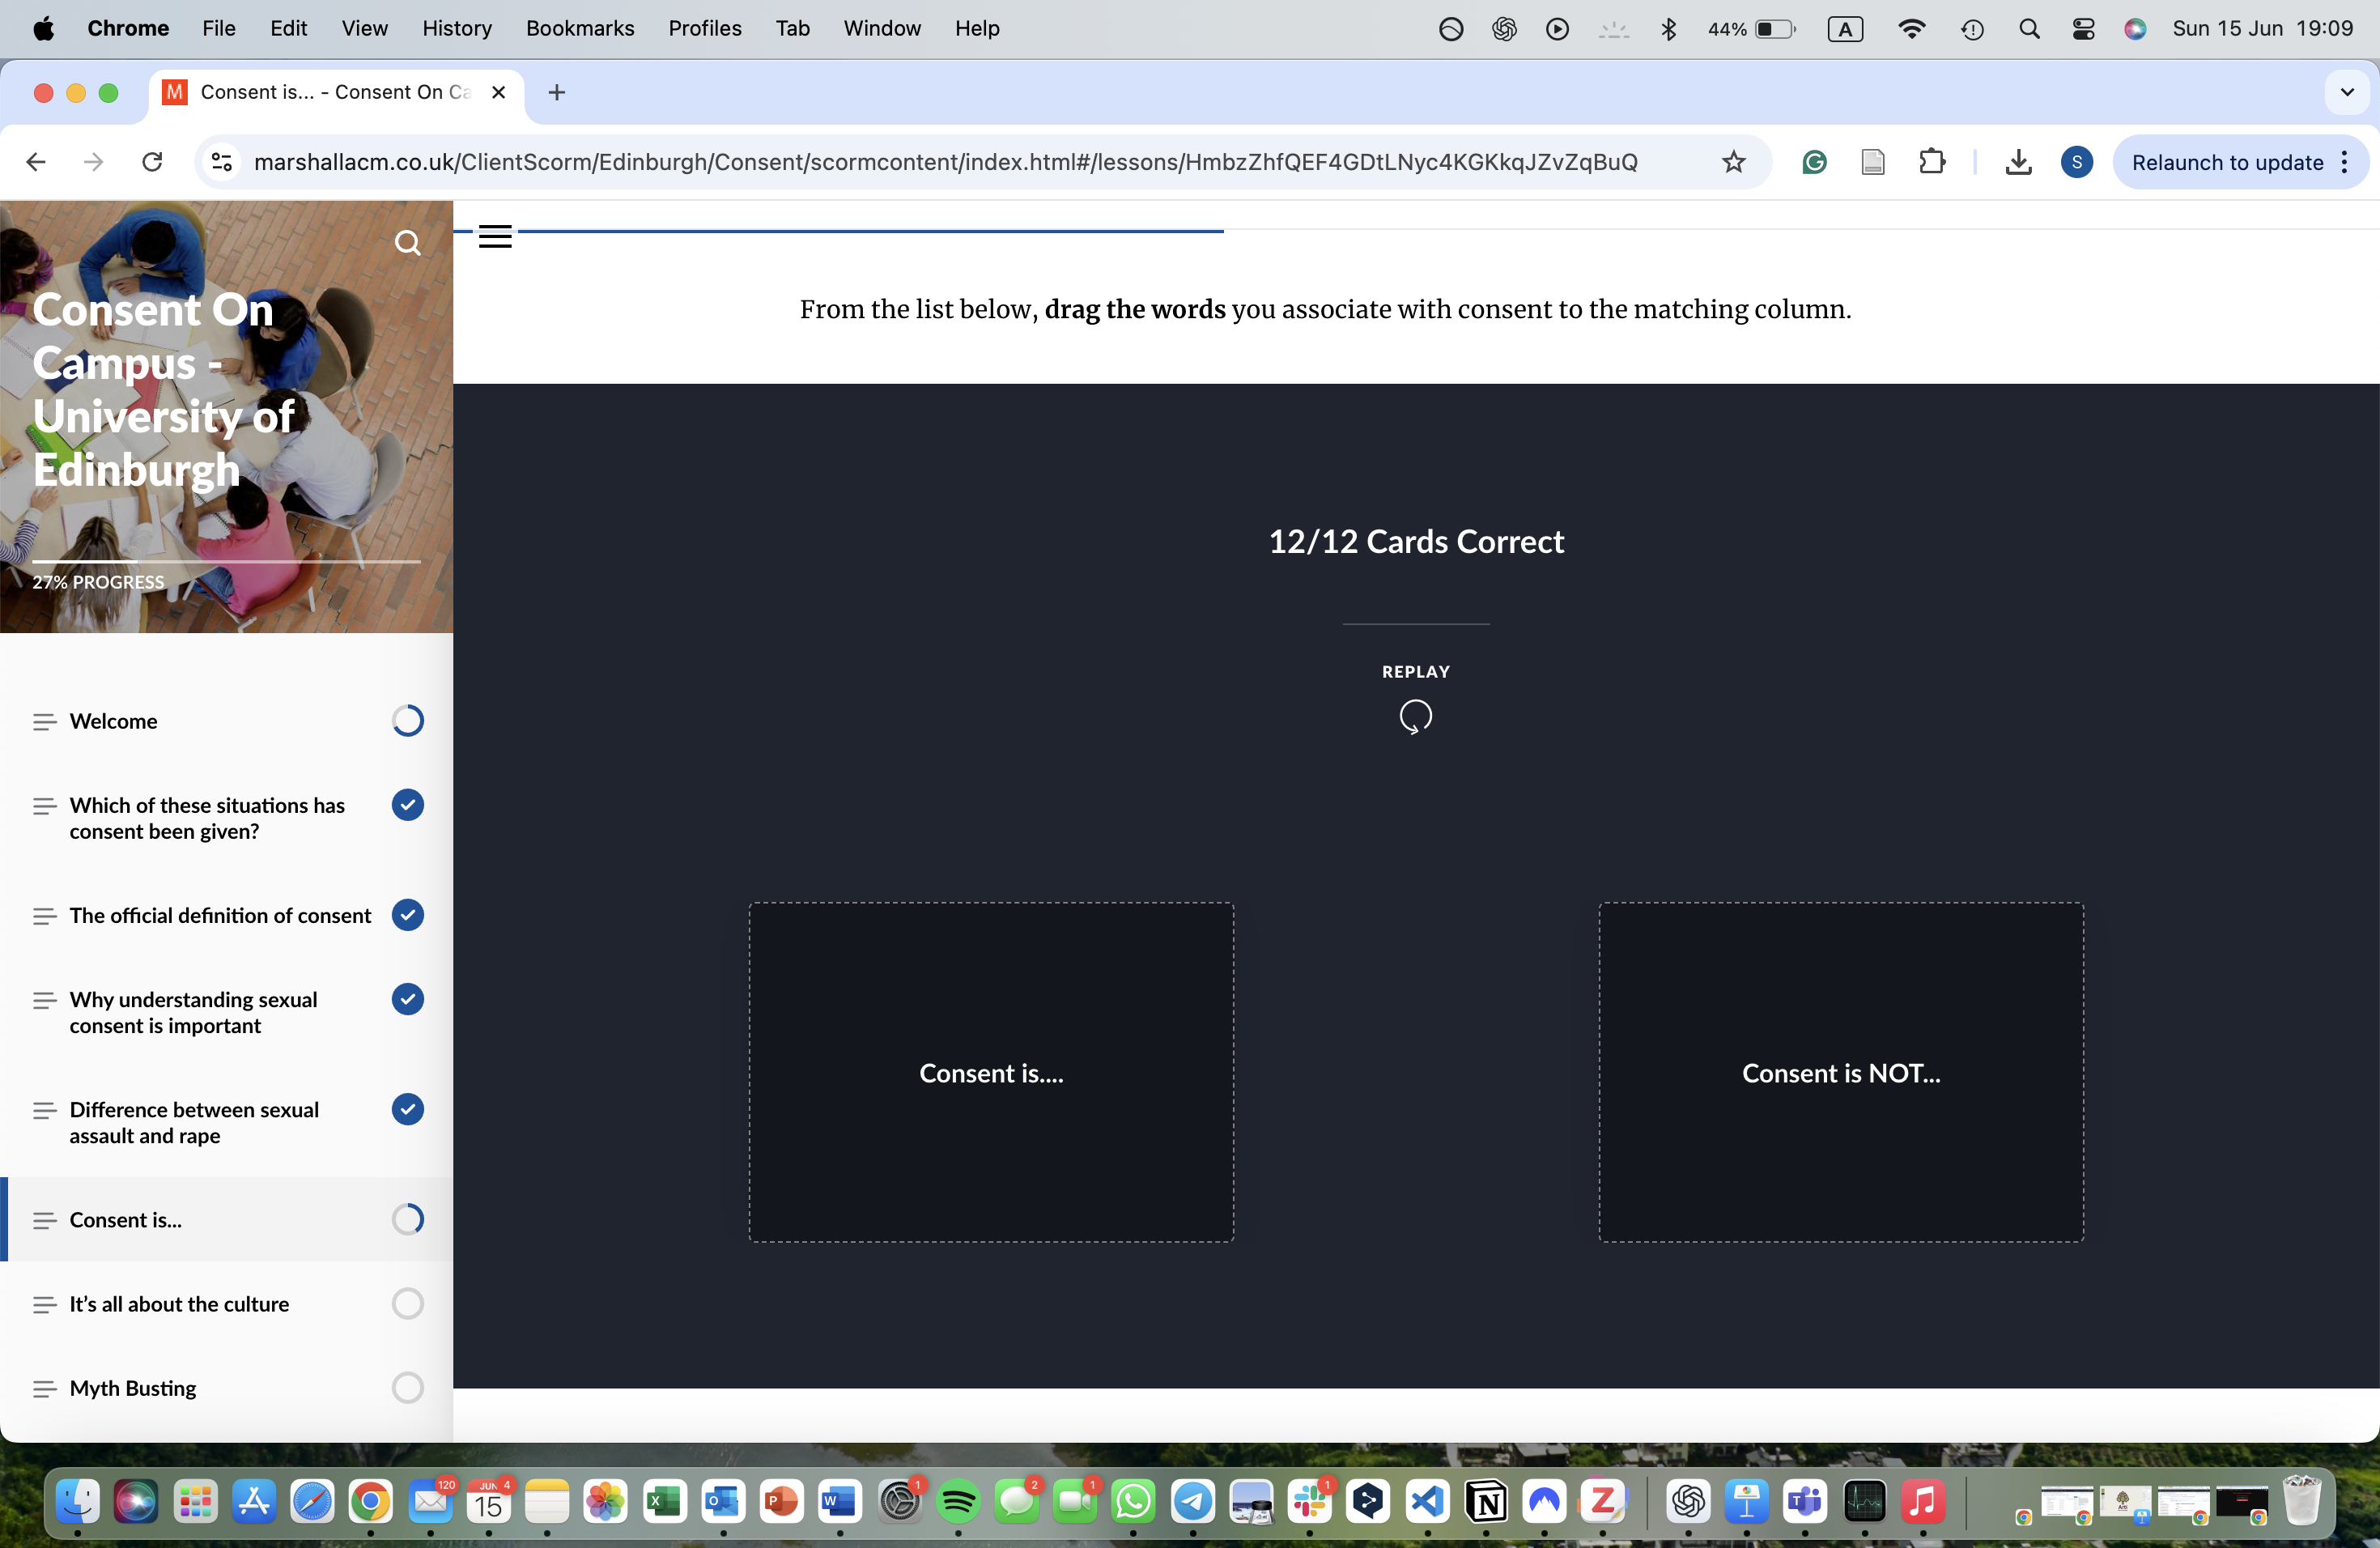 Chrome File Edit View History Bookmarks Profiles Tab Window Help 44% A Sun 15 Jun 19:09
M Consent is... - Consent On Ca
marshallacm.co.uk/ClientScorm/Edinburgh/Consent/scormcontent/index.html#/lessons/HmbzZhfQEF4GDtLNyc4KGKkqJZvZqBuQ S Relaunch to update
Consent On
Campus -
University of
Edinburgh
27% PROGRESS
Welcome
Which of these situations has
consent been given?
The official definition of consent
Why understanding sexual
consent is important
Difference between sexual
assault and rape
Consent is...
It's all about the culture
Myth Busting
From the list below, drag the words you associate with consent to the matching column.
12/12 Cards Correct
REPLAY
Consent is....
Consent is NOT...
120 JUN 4 15 X O P W 1 2 1 1 N Z T